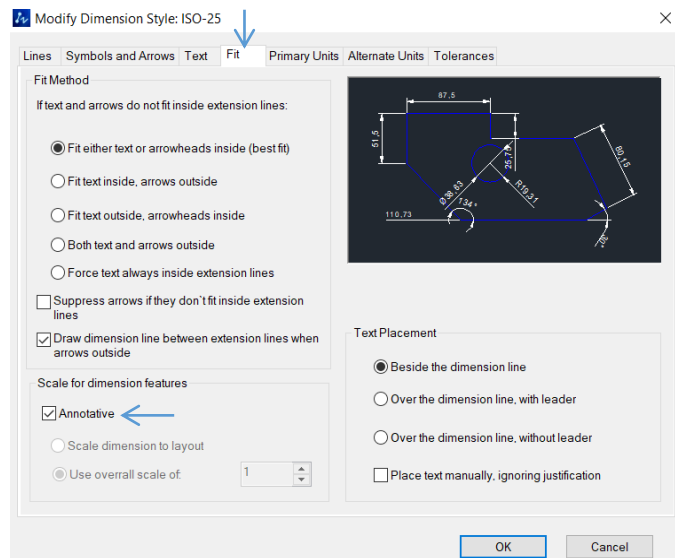 Modify Dimension Style: ISO-25
Lines Symbols and Arrows Text Fit Primary Units Alternate Units Tolerances
Fit Method
If text and arrows do not fit inside extension lines:
Fit either text or arrowheads inside (best fit)
Fit text inside, arrows outside
Fit text outside, arrowheads inside
Both text and arrows outside
Force text always inside extension lines
Suppress arrows if they don`t fit inside extension
lines
Draw dimension line between extension lines when
arrows outside
Scale for dimension features
Annotative
Scale dimension to layout
Use overrall scale of:
1
87,5
51,5
25,75
80,15
Ø38,63
R19,31
134°
110,73
30°
Text Placement
Beside the dimension line
Over the dimension line, with leader
Over the dimension line, without leader
Place text manually, ignoring justification
OK
Cancel